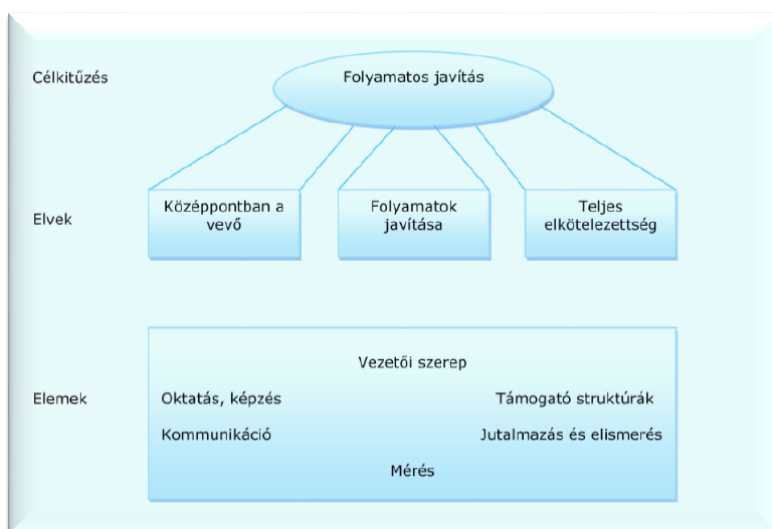 Célkitűzés
Folyamatos javítás
Elvek
Középpontban a
vevő
Folyamatok
javítása
Teljes
elkötelezettség
Elemek
Vezetői szerep
Oktatás, képzés
Támogató struktúrák
Kommunikáció
Jutalmazás és elismerés
Mérés